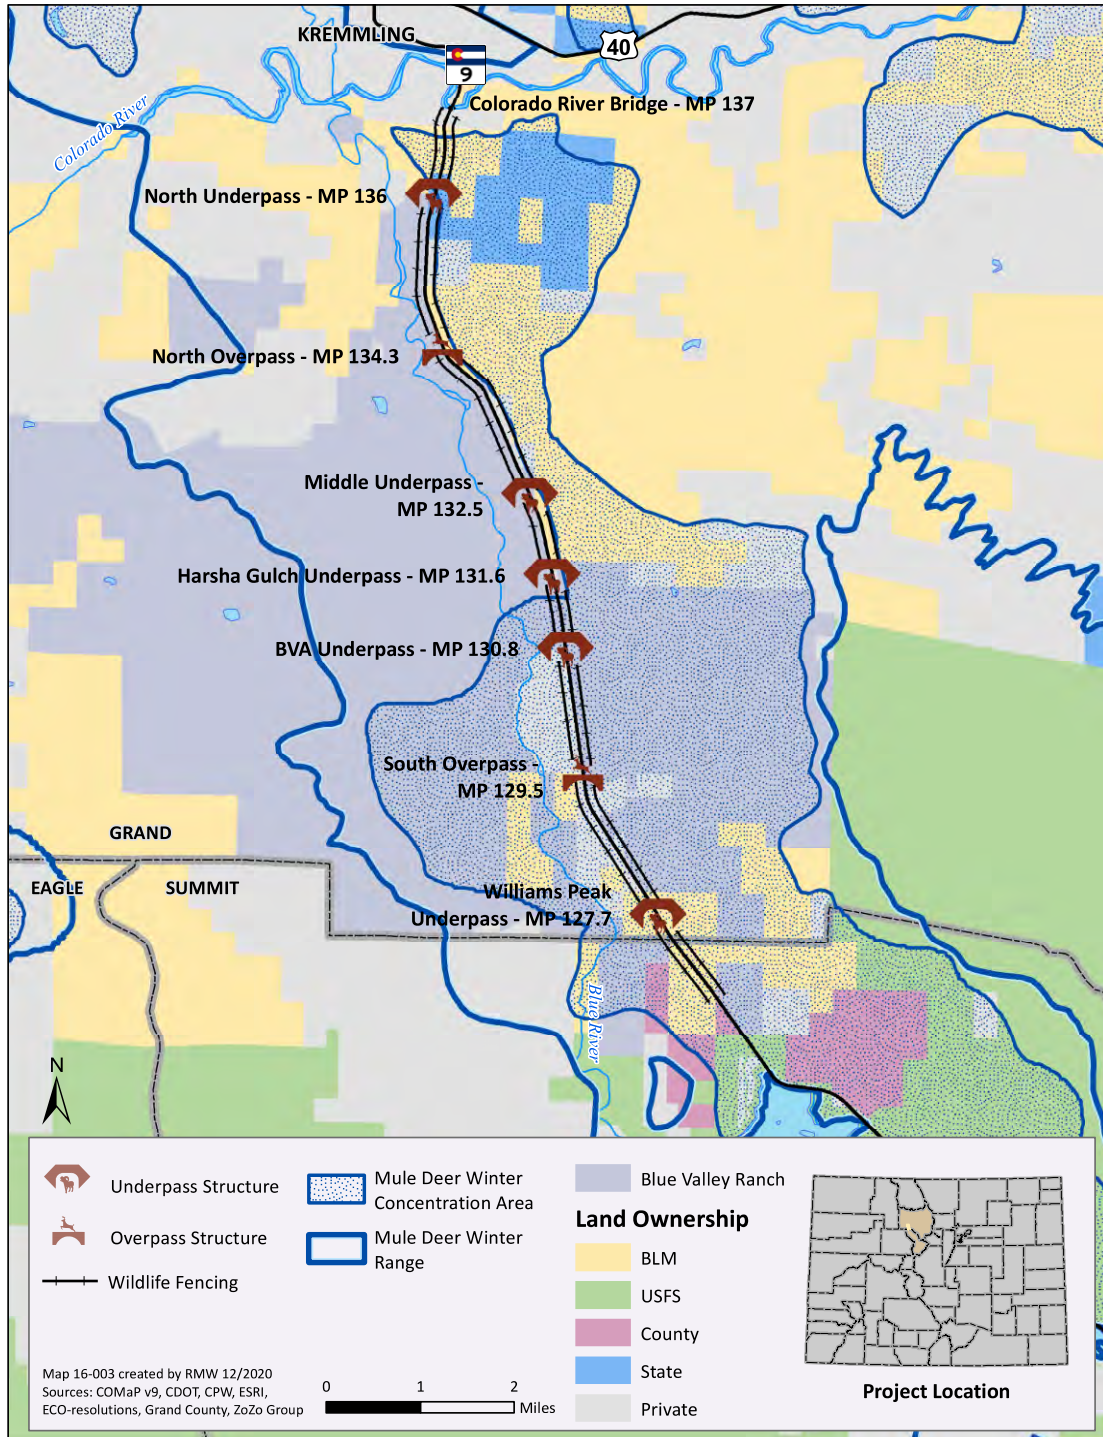 KREMMLING
40
9
Colorado River Bridge - MP 137
Colorado River
North Underpass - MP 136
North Overpass - MP 134.3
Middle Underpass -
MP 132.5
Harsha Gulch Underpass - MP 131.6
BVA Underpass - MP 130.8
South Overpass -
MP 129.5
GRAND
EAGLE
SUMMIT
Williams Peak
Underpass - MP 127.7
Blue River
N
Underpass Structure
Overpass Structure
Wildlife Fencing
Mule Deer Winter
Concentration Area
Mule Deer Winter
Range
Blue Valley Ranch
Land Ownership
BLM
USFS
County
State
Private
Project Location
Map 16-003 created by RMW 12/2020
Sources: COMaP v9, CDOT, CPW, ESRI,
ECO-resolutions, Grand County, ZoZo Group
0 1 2
Miles